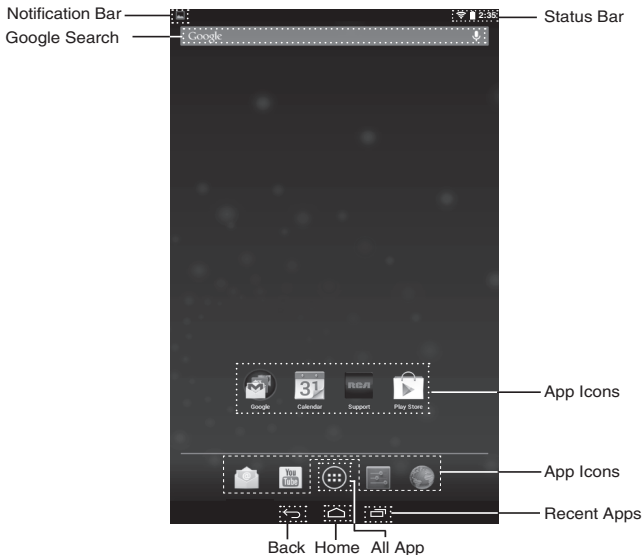 Notification Bar
2:35
Status Bar
Google Search
Google
31
RCA
Google
Calendar
Support
Play Store
App Icons
You
Tube
App Icons
Recent Apps
Back Home All App